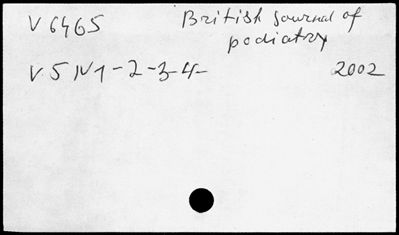 V 6465
British Journal of
podiatry
V 5 N 1-2-3-4-
2002